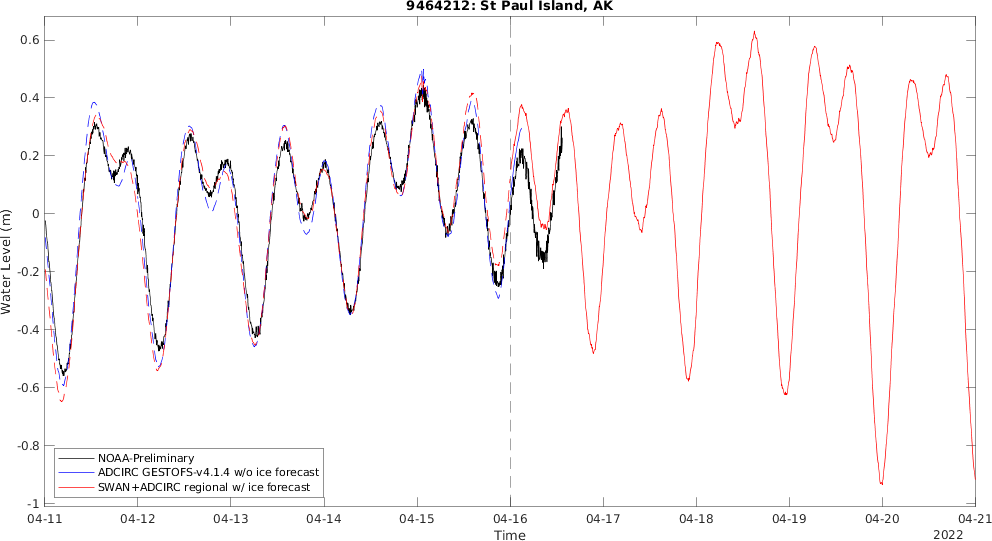 9464212: St Paul Island, AK
Water Level (m)
0.6
0.4
0.2
0
-0.2
-0.4
-0.6
-0.8
-1
NOAA-Preliminary
ADCIRC GESTOFS-v4.1.4 w/o ice forecast
SWAN+ADCIRC regional w/ ice forecast
04-11 04-12 04-13 04-14 04-15 04-16 04-17 04-18 04-19 04-20 04-21
Time
2022